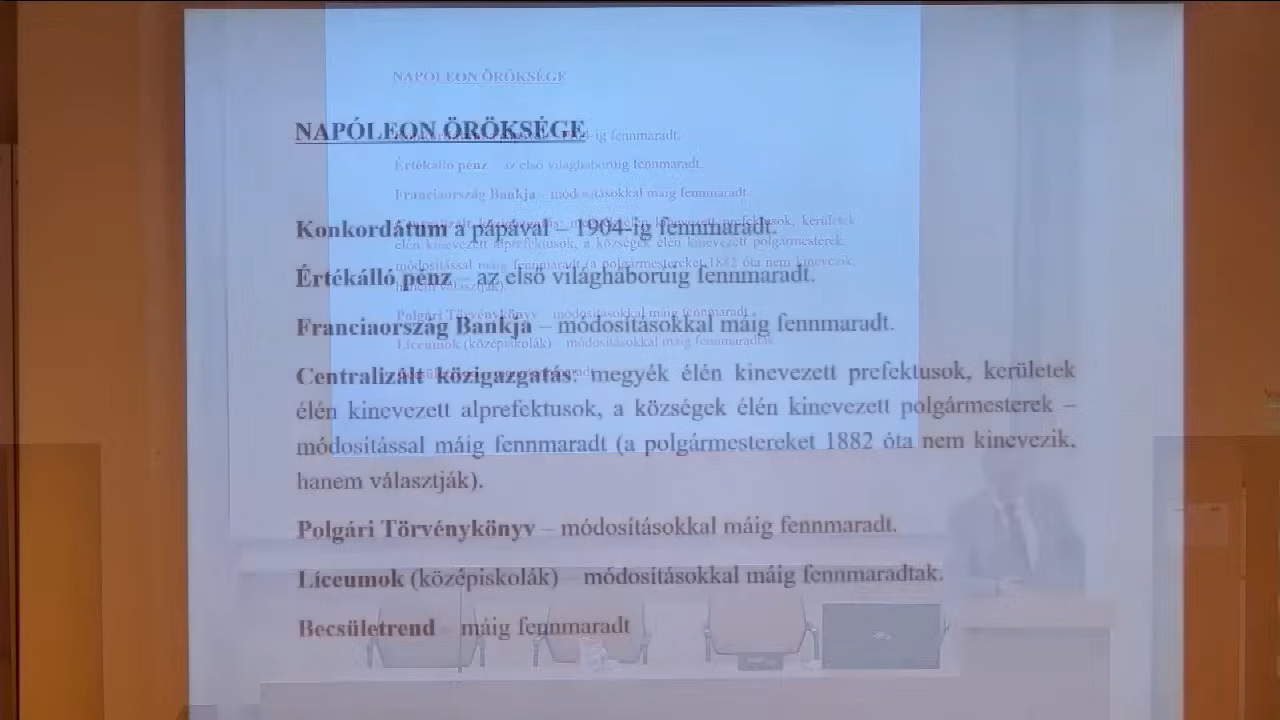 NAPÓLEON ÖRÖKSÉGE
Konkordátum a pápával – 1904-ig fennmaradt.
Értékálló pénz – az első világháborúig fennmaradt.
Franciaország Bankja – módosításokkal máig fennmaradt.
Centralizált közigazgatás: megyék élén kinevezett prefektusok, kerületek
élén kinevezett alprefektusok, a községek élén kinevezett polgármesterek –
módosítással máig fennmaradt (a polgármestereket 1882 óta nem kinevezik,
hanem választják).
Polgári Törvénykönyv – módosításokkal máig fennmaradt.
Líceumok (középiskolák) – módosításokkal máig fennmaradtak.
Becsületrend – máig fennmaradt